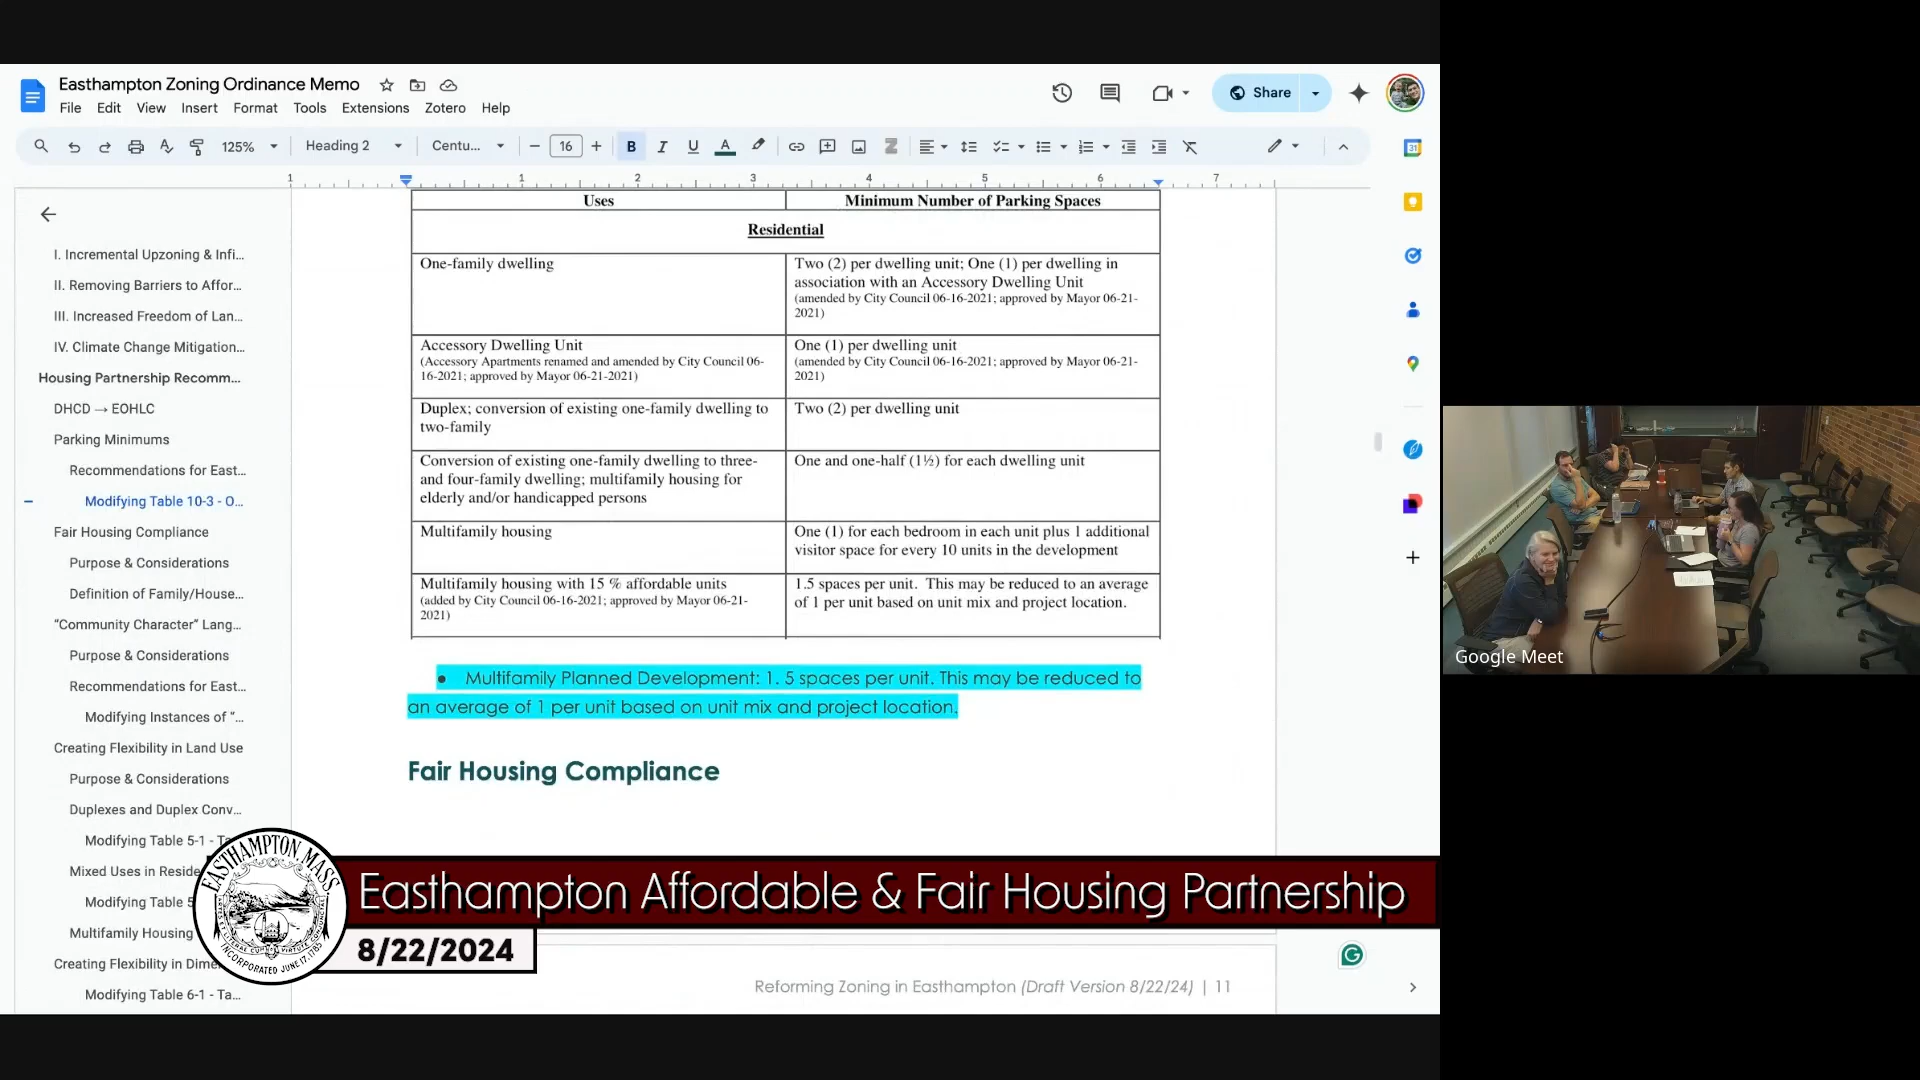 Easthampton Zoning Ordinance Memo
File Edit View Insert Format Tools Extensions Zotero Help
Share
125% Heading 2 Centu... 16 B I U A
1 1 2 3 4 5 6 7
I. Incremental Upzoning & Infi...
II. Removing Barriers to Affor...
III. Increased Freedom of Lan...
IV. Climate Change Mitigation...
Housing Partnership Recomm...
DHCD → EOHLC
Parking Minimums
Recommendations for East...
Modifying Table 10-3 - O...
Fair Housing Compliance
Purpose & Considerations
Definition of Family/House...
“Community Character” Lang...
Purpose & Considerations
Recommendations for East...
Modifying Instances of “...
Creating Flexibility in Land Use
Purpose & Considerations
Duplexes and Duplex Conv...
Modifying Table 5-1 - Ta...
Mixed Uses in Reside
Modifying Table 5
Multifamily Housing
Creating Flexibility in Dime
Modifying Table 6-1 - Ta...
Uses Minimum Number of Parking Spaces
Residential
One-family dwelling
Two (2) per dwelling unit; One (1) per dwelling in
association with an Accessory Dwelling Unit
(amended by City Council 06-16-2021; approved by Mayor 06-21-
2021)
Accessory Dwelling Unit
(Accessory Apartments renamed and amended by City Council 06-
16-2021; approved by Mayor 06-21-2021)
One (1) per dwelling unit
(amended by City Council 06-16-2021; approved by Mayor 06-21-
2021)
Duplex; conversion of existing one-family dwelling to
two-family
Two (2) per dwelling unit
Conversion of existing one-family dwelling to three-
and four-family dwelling; multifamily housing for
elderly and/or handicapped persons
One and one-half (1½) for each dwelling unit
Multifamily housing
One (1) for each bedroom in each unit plus 1 additional
visitor space for every 10 units in the development
Multifamily housing with 15 % affordable units
(added by City Council 06-16-2021; approved by Mayor 06-21-
2021)
1.5 spaces per unit. This may be reduced to an average
of 1 per unit based on unit mix and project location.
● Multifamily Planned Development: 1. 5 spaces per unit. This may be reduced to
an average of 1 per unit based on unit mix and project location.
Fair Housing Compliance
Reforming Zoning in Easthampton (Draft Version 8/22/24) | 11
EASTHAMPTON, MASS.
INCORPORATED JUNE 17, 1785
Easthampton Affordable & Fair Housing Partnership
8/22/2024
31
Google Meet